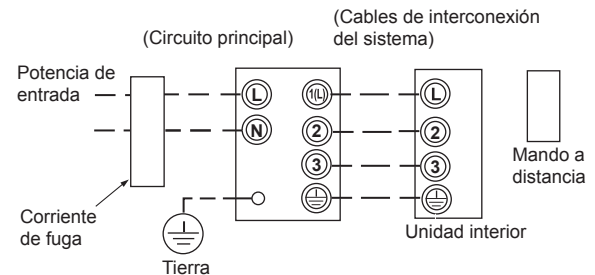 (Circuito principal)
(Cables de interconexión
del sistema)
Potencia de
entrada
L
N
1(L)
2
3
L
2
3
Mando a
distancia
Corriente
de fuga
Tierra
Unidad interior